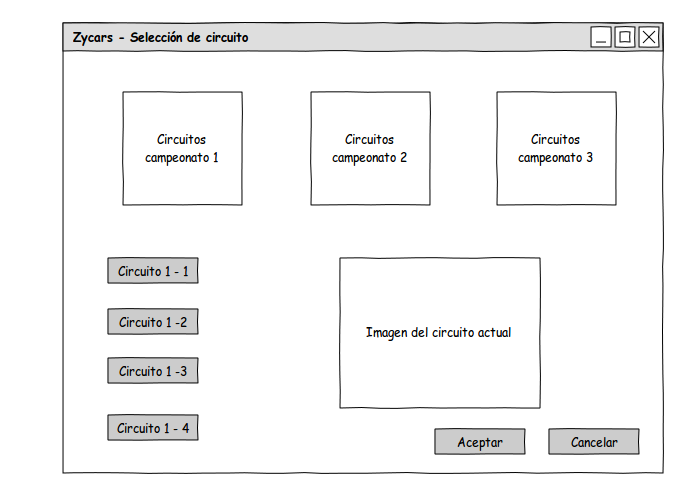 Zycars - Selección de circuito
Circuitos
campeonato 1
Circuitos
campeonato 2
Circuitos
campeonato 3
Circuito 1 - 1
Circuito 1 -2
Circuito 1 -3
Circuito 1 - 4
Imagen del circuito actual
Aceptar
Cancelar